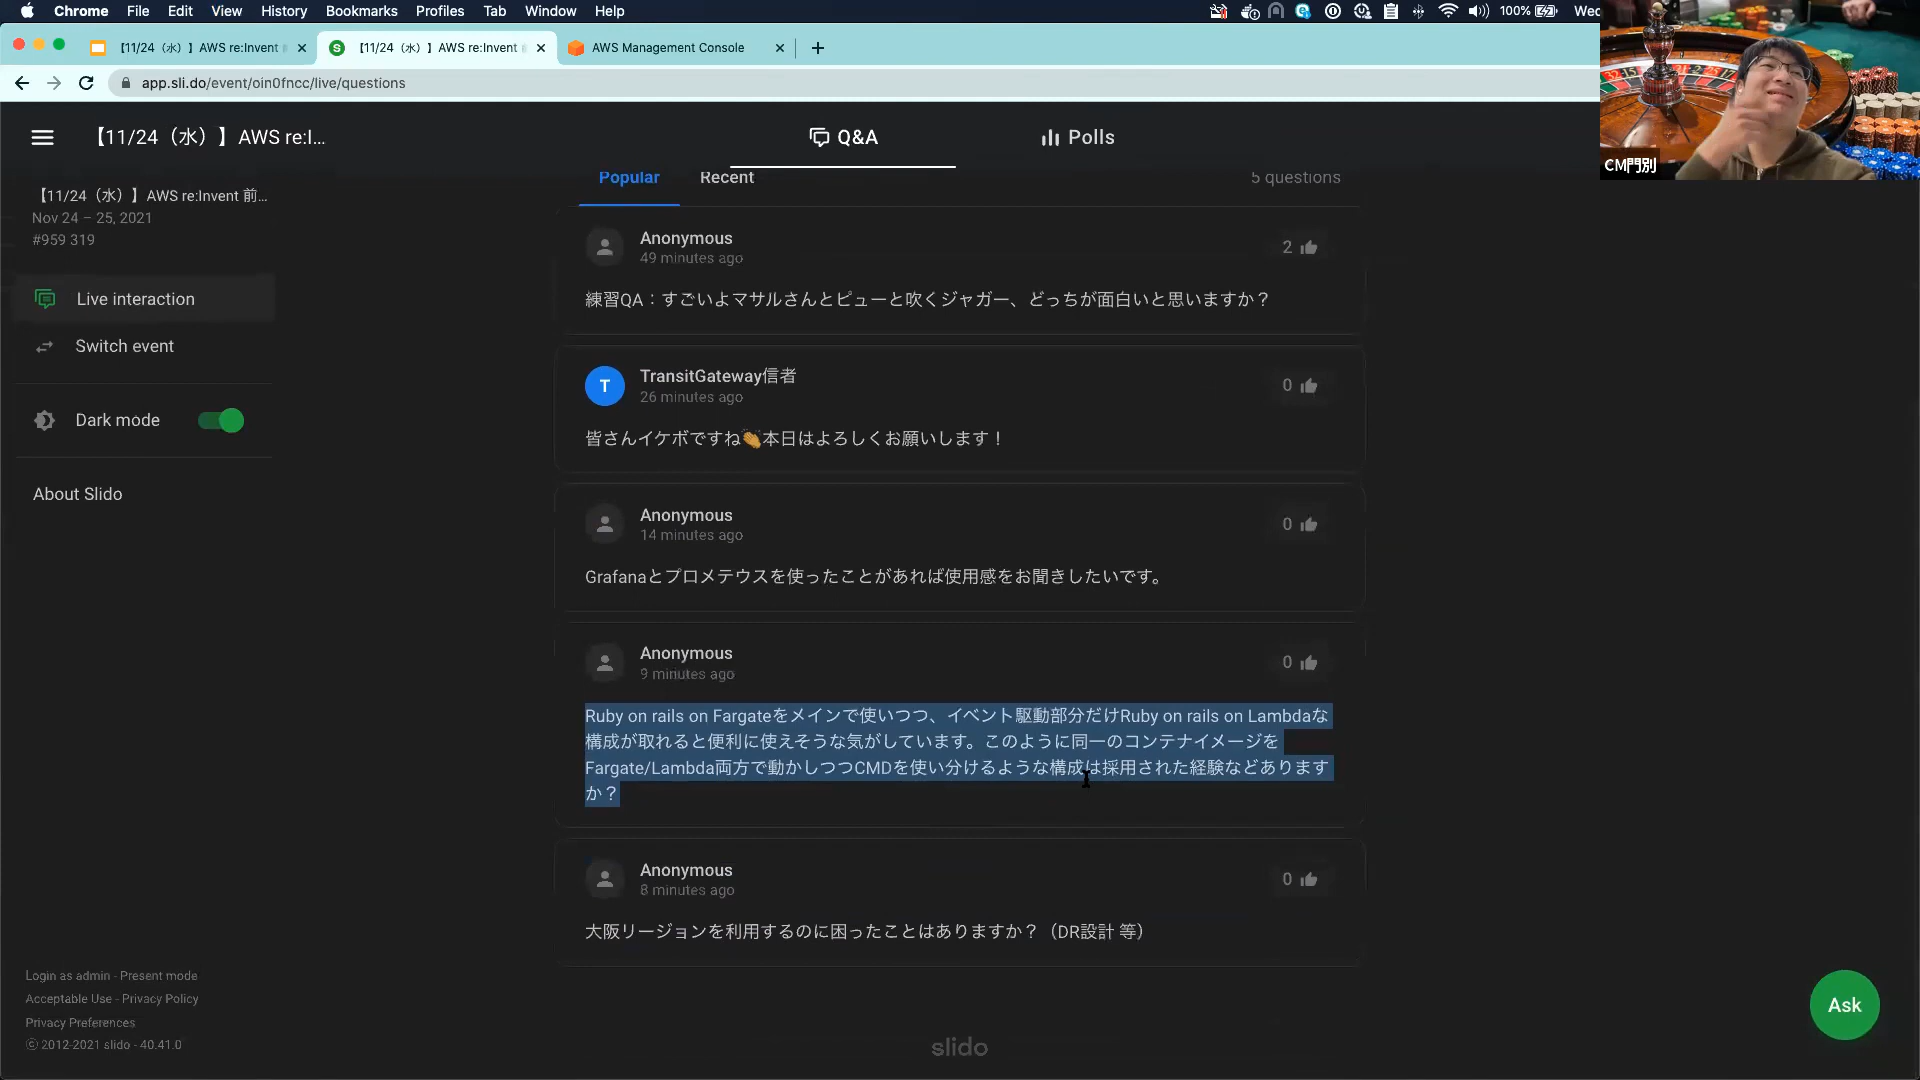 Chrome File Edit View History Bookmarks Profiles Tab Window Help 100% Wed
【11/24（水）】AWS re:Invent 【11/24（水）】AWS re:Invent AWS Management Console
app.sli.do/event/oin0fncc/live/questions
CM門別
【11/24（水）】AWS re:I...
Q&A
Polls
【11/24（水）】AWS re:Invent 前...
Nov 24 – 25, 2021
#959 319
Live interaction
Switch event
Dark mode
About Slido
Popular Recent 5 questions
Anonymous
49 minutes ago
2
練習QA：すごいよマサルさんとピューと吹くジャガー、どっちが面白いと思いますか？
T
TransitGateway信者
26 minutes ago
0
皆さんイケボですね👏本日はよろしくお願いします！
Anonymous
14 minutes ago
0
Grafanaとプロメテウスを使ったことがあれば使用感をお聞きしたいです。
Anonymous
9 minutes ago
0
Ruby on rails on Fargateをメインで使いつつ、イベント駆動部分だけRuby on rails on Lambdaな
構成が取れると便利に使えそうな気がしています。このように同一のコンテナイメージを
Fargate/Lambda両方で動かしつつCMDを使い分けるような構成は採用された経験などあります
か？
Anonymous
8 minutes ago
0
大阪リージョンを利用するのに困ったことはありますか？（DR設計 等）
Login as admin - Present mode
Acceptable Use - Privacy Policy
Privacy Preferences
© 2012-2021 slido - 40.41.0
slido
Ask